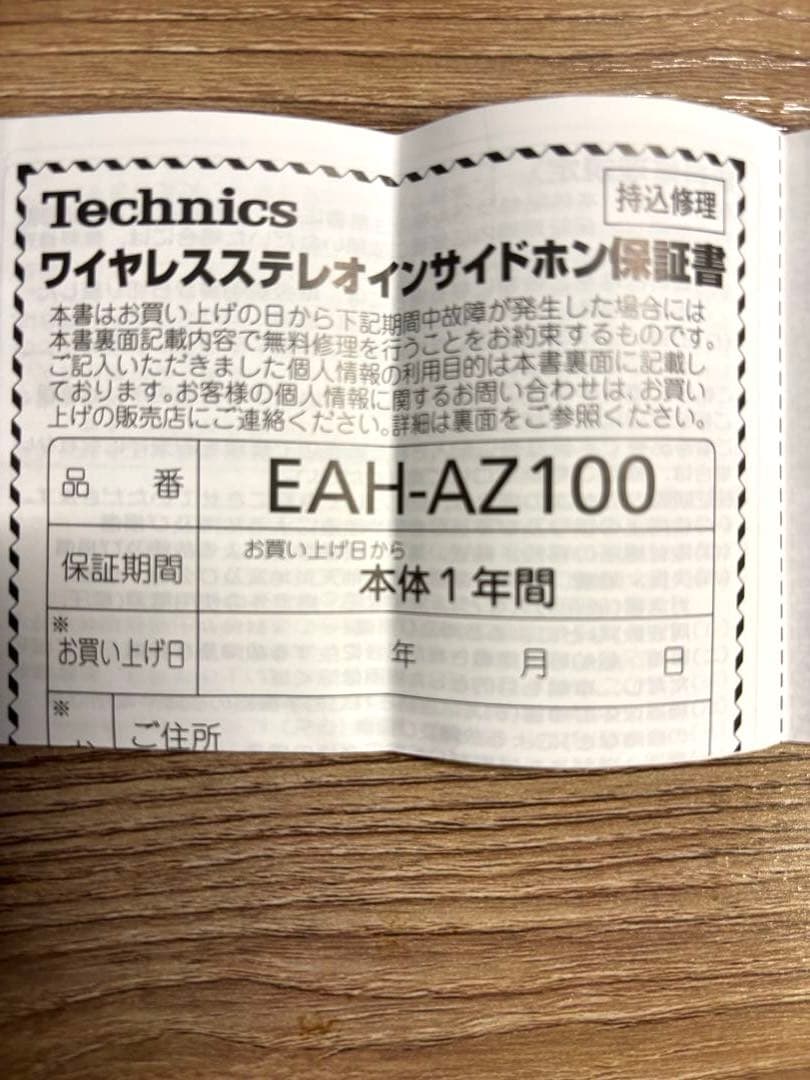 Technics
持込修理
ワイヤレスステレオインサイドホン保証書
本書はお買い上げの日から下記期間中故障が発生した場合には
本書裏面記載内容で無料修理を行うことをお約束するものです。
ご記入いただきました個人情報の利用目的は本書裏面に記載し
ております。お客様の個人情報に関するお問い合わせは、お買い
上げの販売店にご連絡ください。詳細は裏面をご参照ください。
品番 EAH-AZ100
お買い上げ日から
保証期間 本体1年間
※
お買い上げ日 年 月 日
※
ご住所